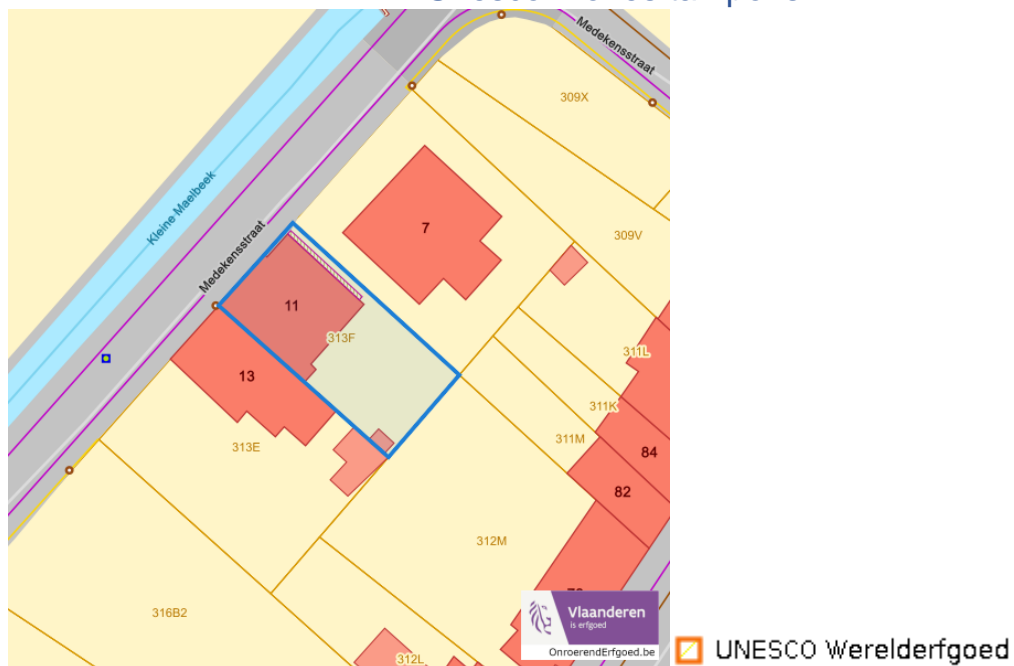 Medekensstraat
309X
Kleine Maelbeek
7
Medekensstraat
309V
11
313F
311L
13
311K
313E
311M
84
82
312M
Vlaanderen
is erfgoed
316B2
OnroerendErfgoed.be
UNESCO Werelderfgoed
312L